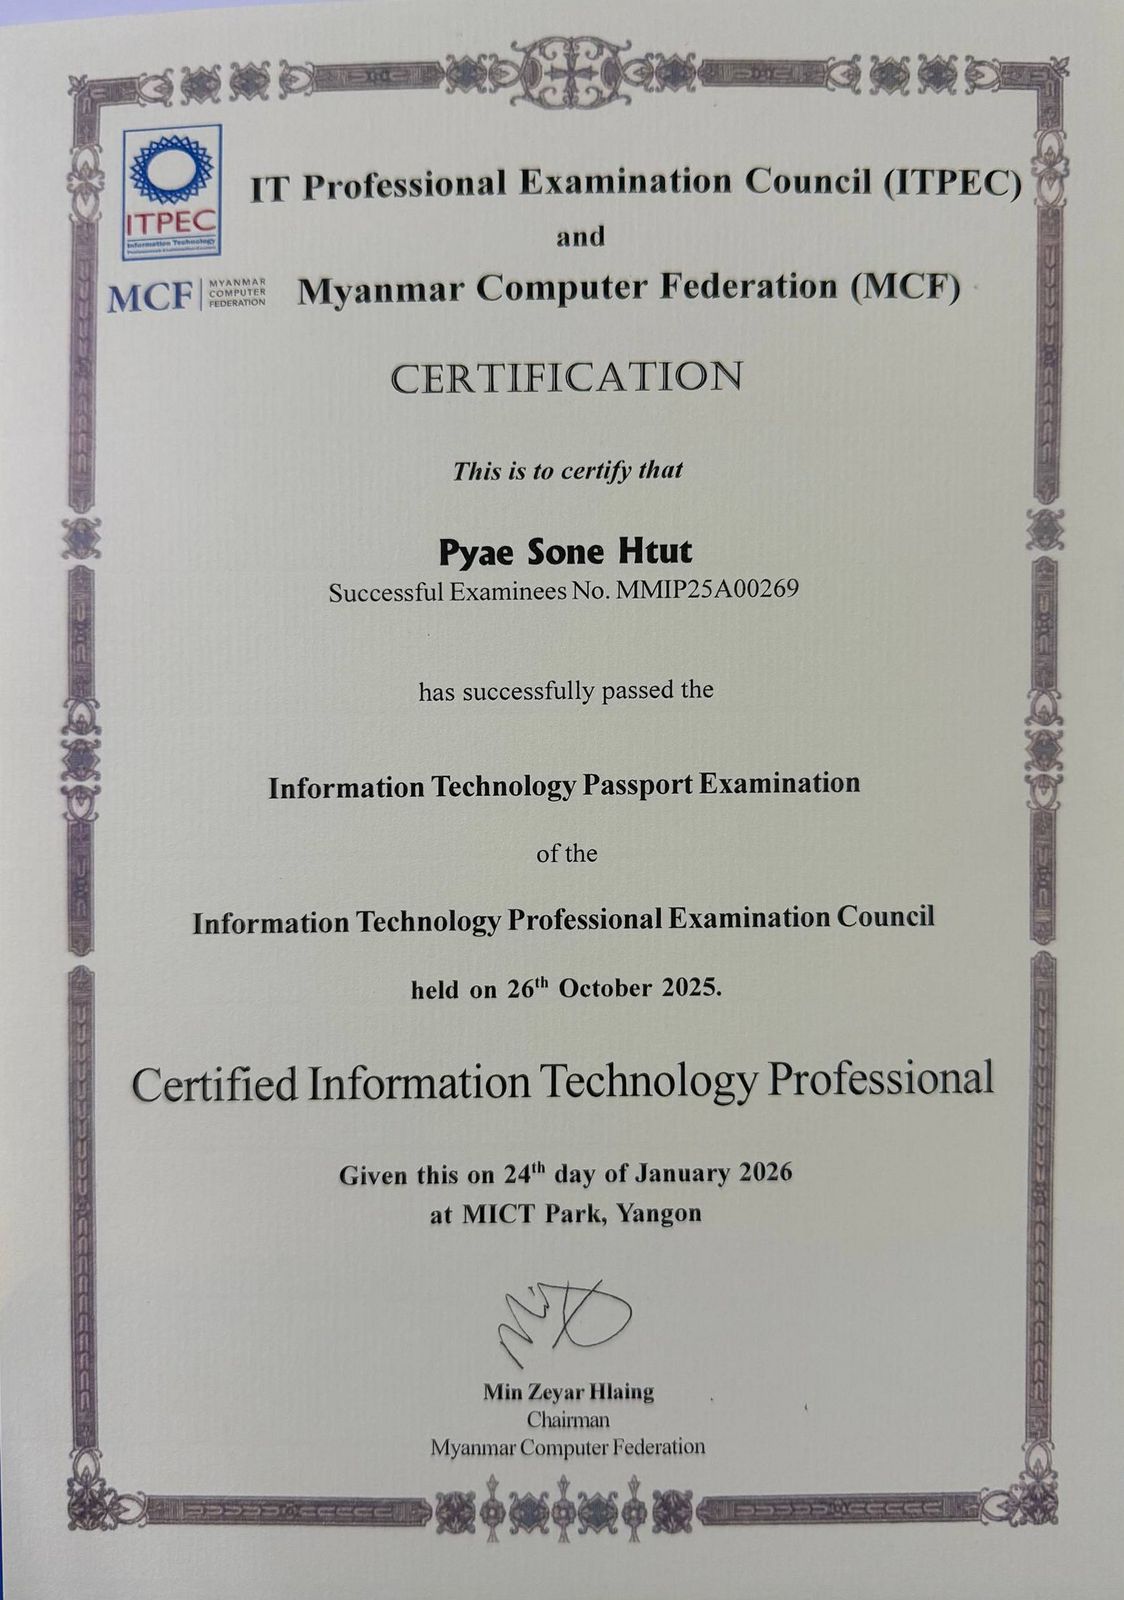 ITPEC
Information Technology
IT Professional Examination Council (ITPEC)
and
MCF MYANMAR COMPUTER FEDERATION
Myanmar Computer Federation (MCF)
CERTIFICATION
This is to certify that
Pyae Sone Htut
Successful Examinees No. MMIP25A00269
has successfully passed the
Information Technology Passport Examination
of the
Information Technology Professional Examination Council
held on 26th October 2025.
Certified Information Technology Professional
Given this on 24th day of January 2026
at MICT Park, Yangon
Min Zeyar Hlaing
Chairman
Myanmar Computer Federation